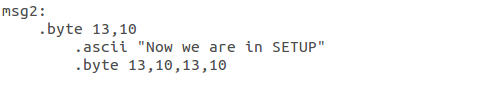 msg2:
    .byte 13,10
        .ascii "Now we are in SETUP"
        .byte 13,10,13,10